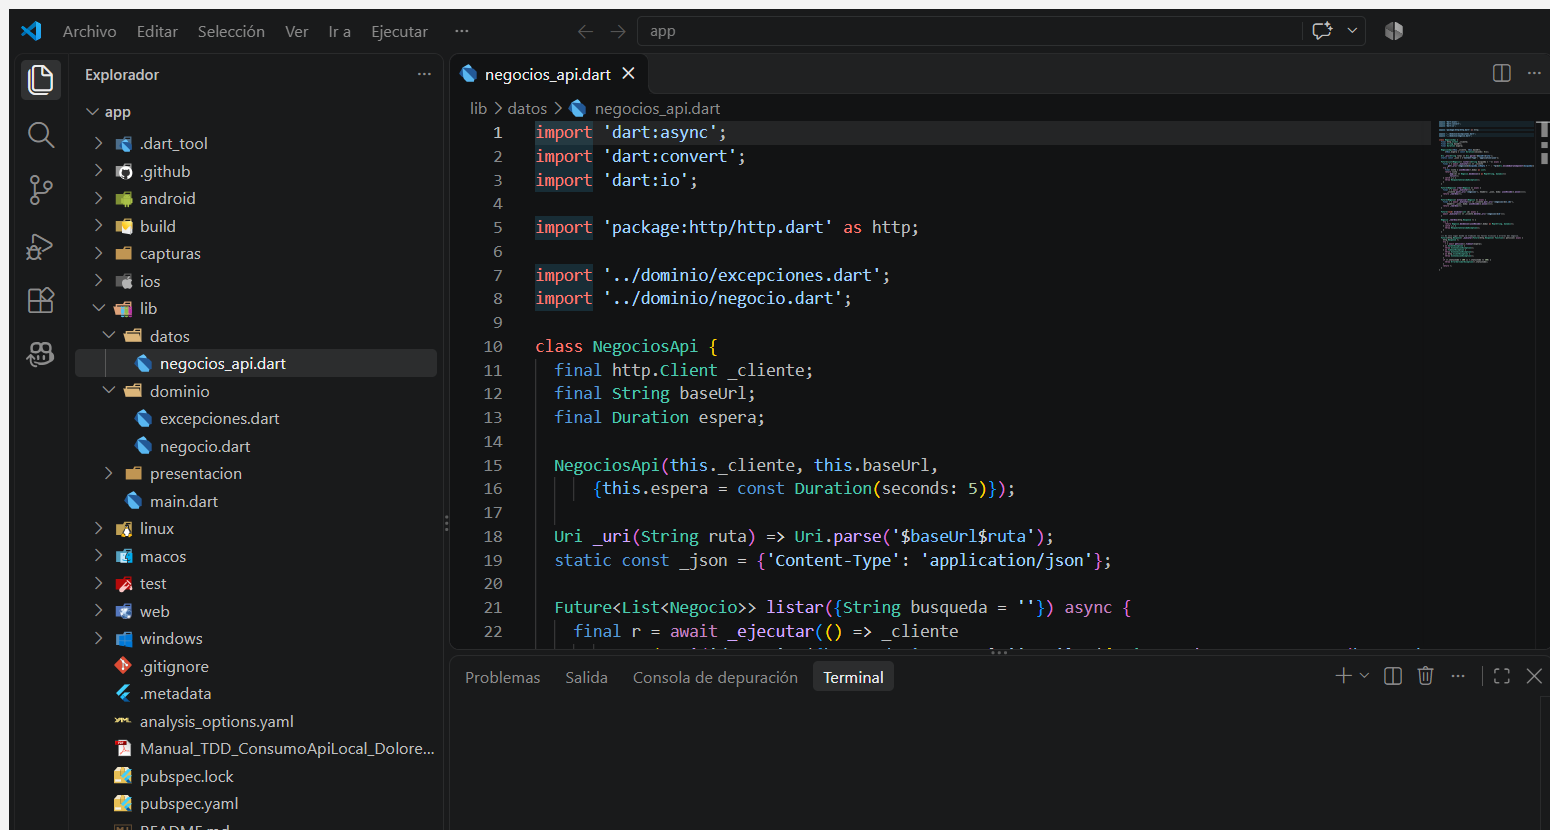 Archivo Editar Selección Ver Ir a Ejecutar ··· app
Explorador ···
app
.dart_tool
.github
android
build
capturas
ios
lib
datos
negocios_api.dart
dominio
excepciones.dart
negocio.dart
presentacion
main.dart
linux
macos
test
web
windows
.gitignore
.metadata
analysis_options.yaml
Manual_TDD_ConsumoApiLocal_Dolore...
pubspec.lock
pubspec.yaml
README.md
negocios_api.dart
lib > datos > negocios_api.dart
1 import 'dart:async';
2 import 'dart:convert';
3 import 'dart:io';
4
5 import 'package:http/http.dart' as http;
6
7 import '../dominio/excepciones.dart';
8 import '../dominio/negocio.dart';
9
10 class NegociosApi {
11 final http.Client _cliente;
12 final String baseUrl;
13 final Duration espera;
14
15 NegociosApi(this._cliente, this.baseUrl,
16 {this.espera = const Duration(seconds: 5)});
17
18 Uri _uri(String ruta) => Uri.parse('$baseUrl$ruta');
19 static const _json = {'Content-Type': 'application/json'};
20
21 Future<List<Negocio>> listar({String busqueda = ''}) async {
22 final r = await _ejecutar(() => _cliente
Problemas Salida Consola de depuración Terminal